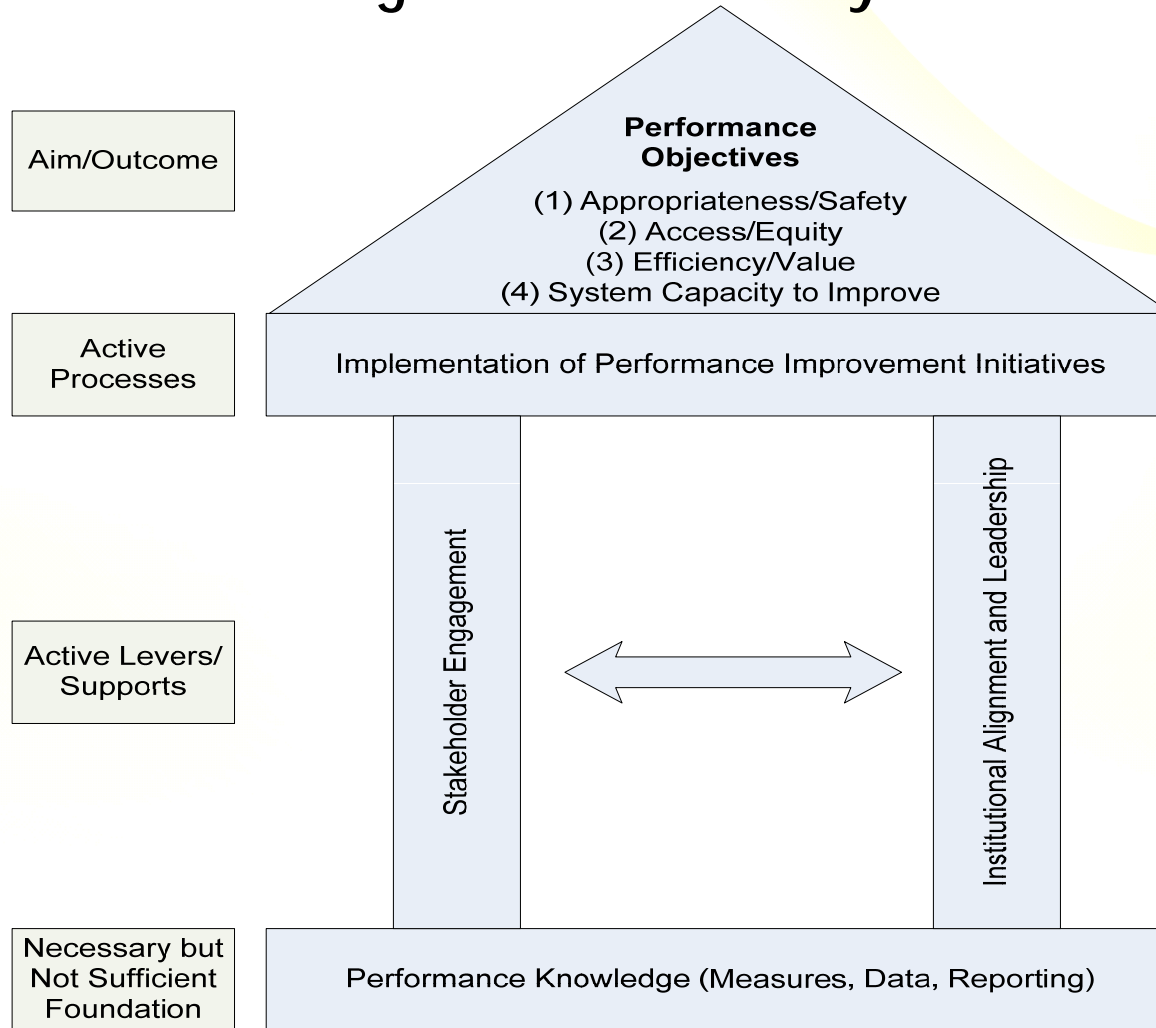 Aim/Outcome
Performance
Objectives
(1) Appropriateness/Safety
(2) Access/Equity
(3) Efficiency/Value
(4) System Capacity to Improve
Active
Processes
Implementation of Performance Improvement Initiatives
Active Levers/
Supports
Stakeholder Engagement
Institutional Alignment and Leadership
Necessary but
Not Sufficient
Foundation
Performance Knowledge (Measures, Data, Reporting)